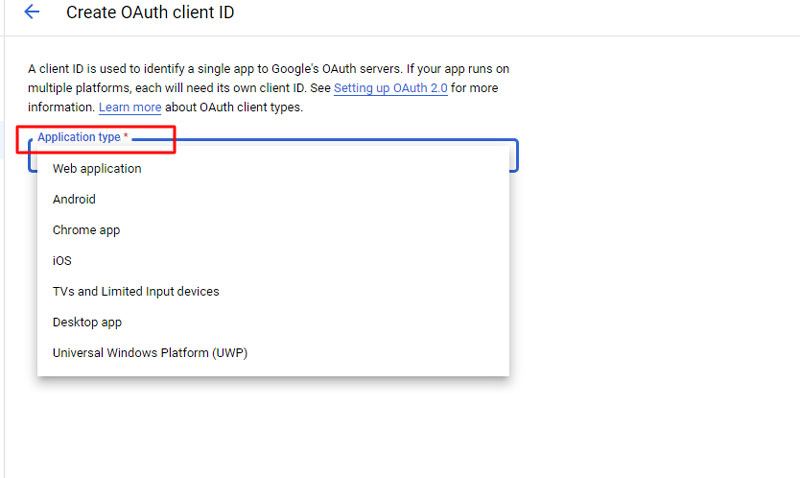 Create OAuth client ID
A client ID is used to identify a single app to Google's OAuth servers. If your app runs on
multiple platforms, each will need its own client ID. See Setting up OAuth 2.0 for more
information. Learn more about OAuth client types.
Application type *
Web application
Android
Chrome app
iOS
TVs and Limited Input devices
Desktop app
Universal Windows Platform (UWP)